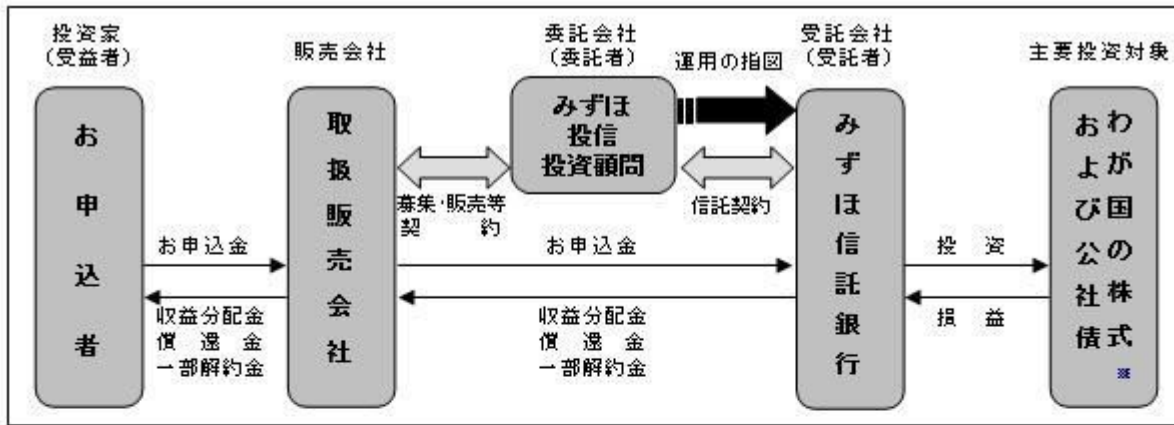 投資家
(受益者)
お申込者
お申込金
収益分配金
償還金
一部解約金
販売会社
取扱販売会社
募集・販売等
契約
委託会社
(委託者)
みずほ
投信
投資顧問
運用の指図
信託契約
お申込金
収益分配金
償還金
一部解約金
受託会社
(受託者)
みずほ信託銀行
投資
損益
主要投資対象
わが国の株式
および公社債
※